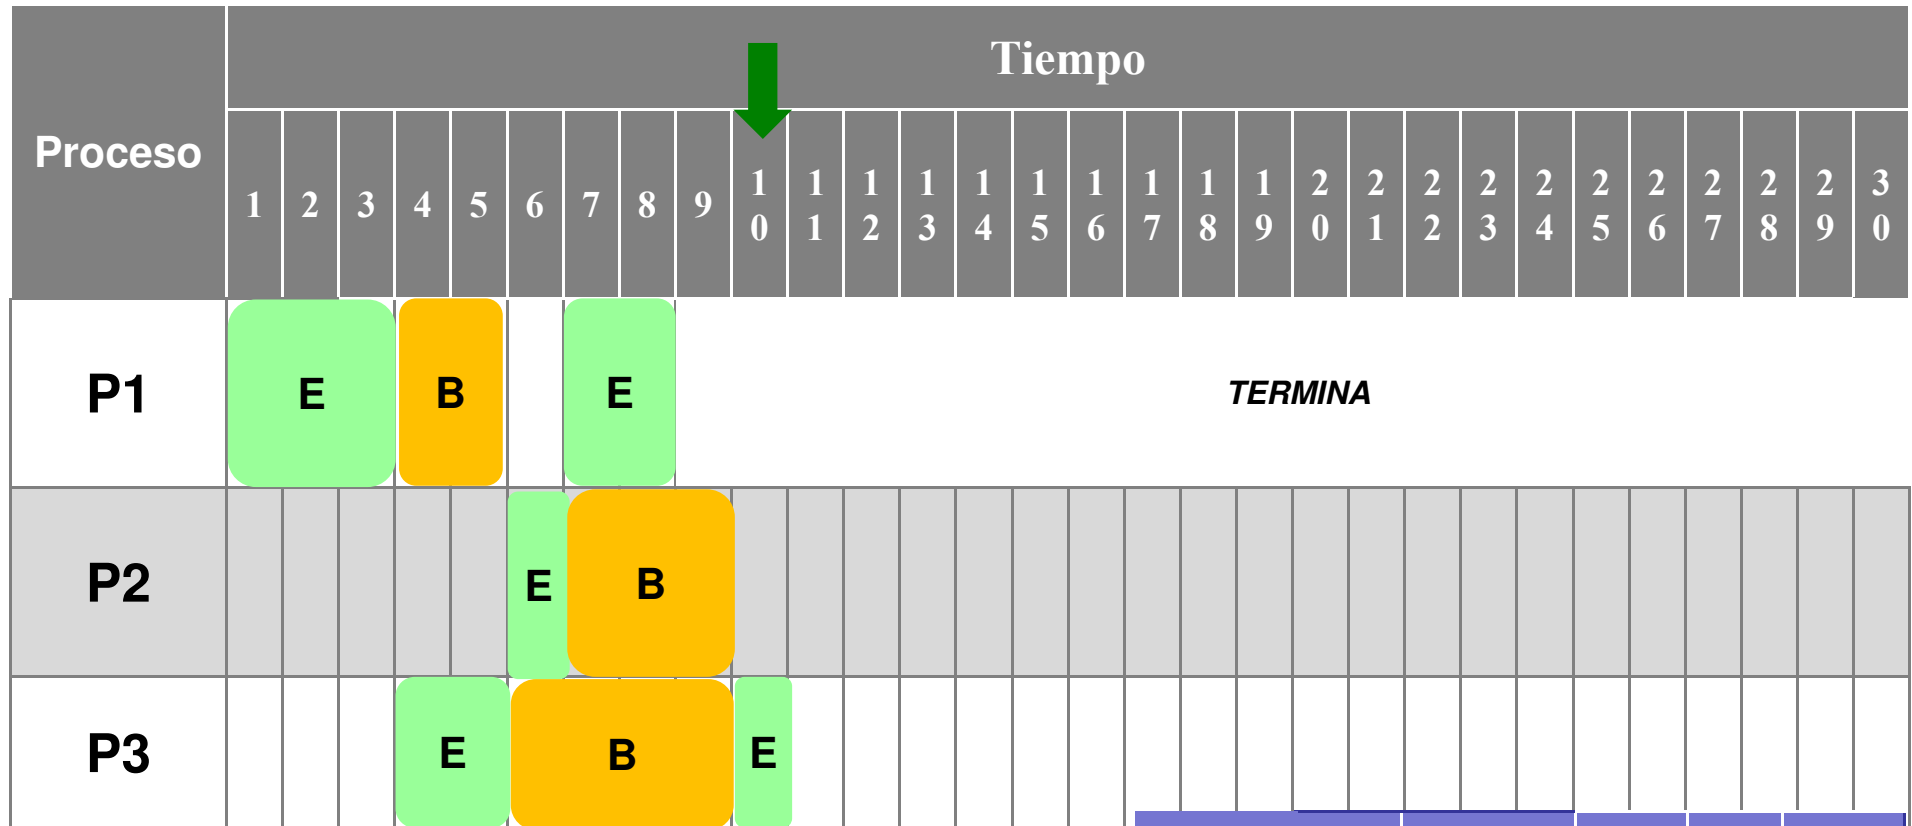 Tiempo
Proceso
1 2 3 4 5 6 7 8 9 10 11 12 13 14 15 16 17 18 19 20 21 22 23 24 25 26 27 28 29 30
P1 E B E TERMINA
P2 E B
P3 E B E